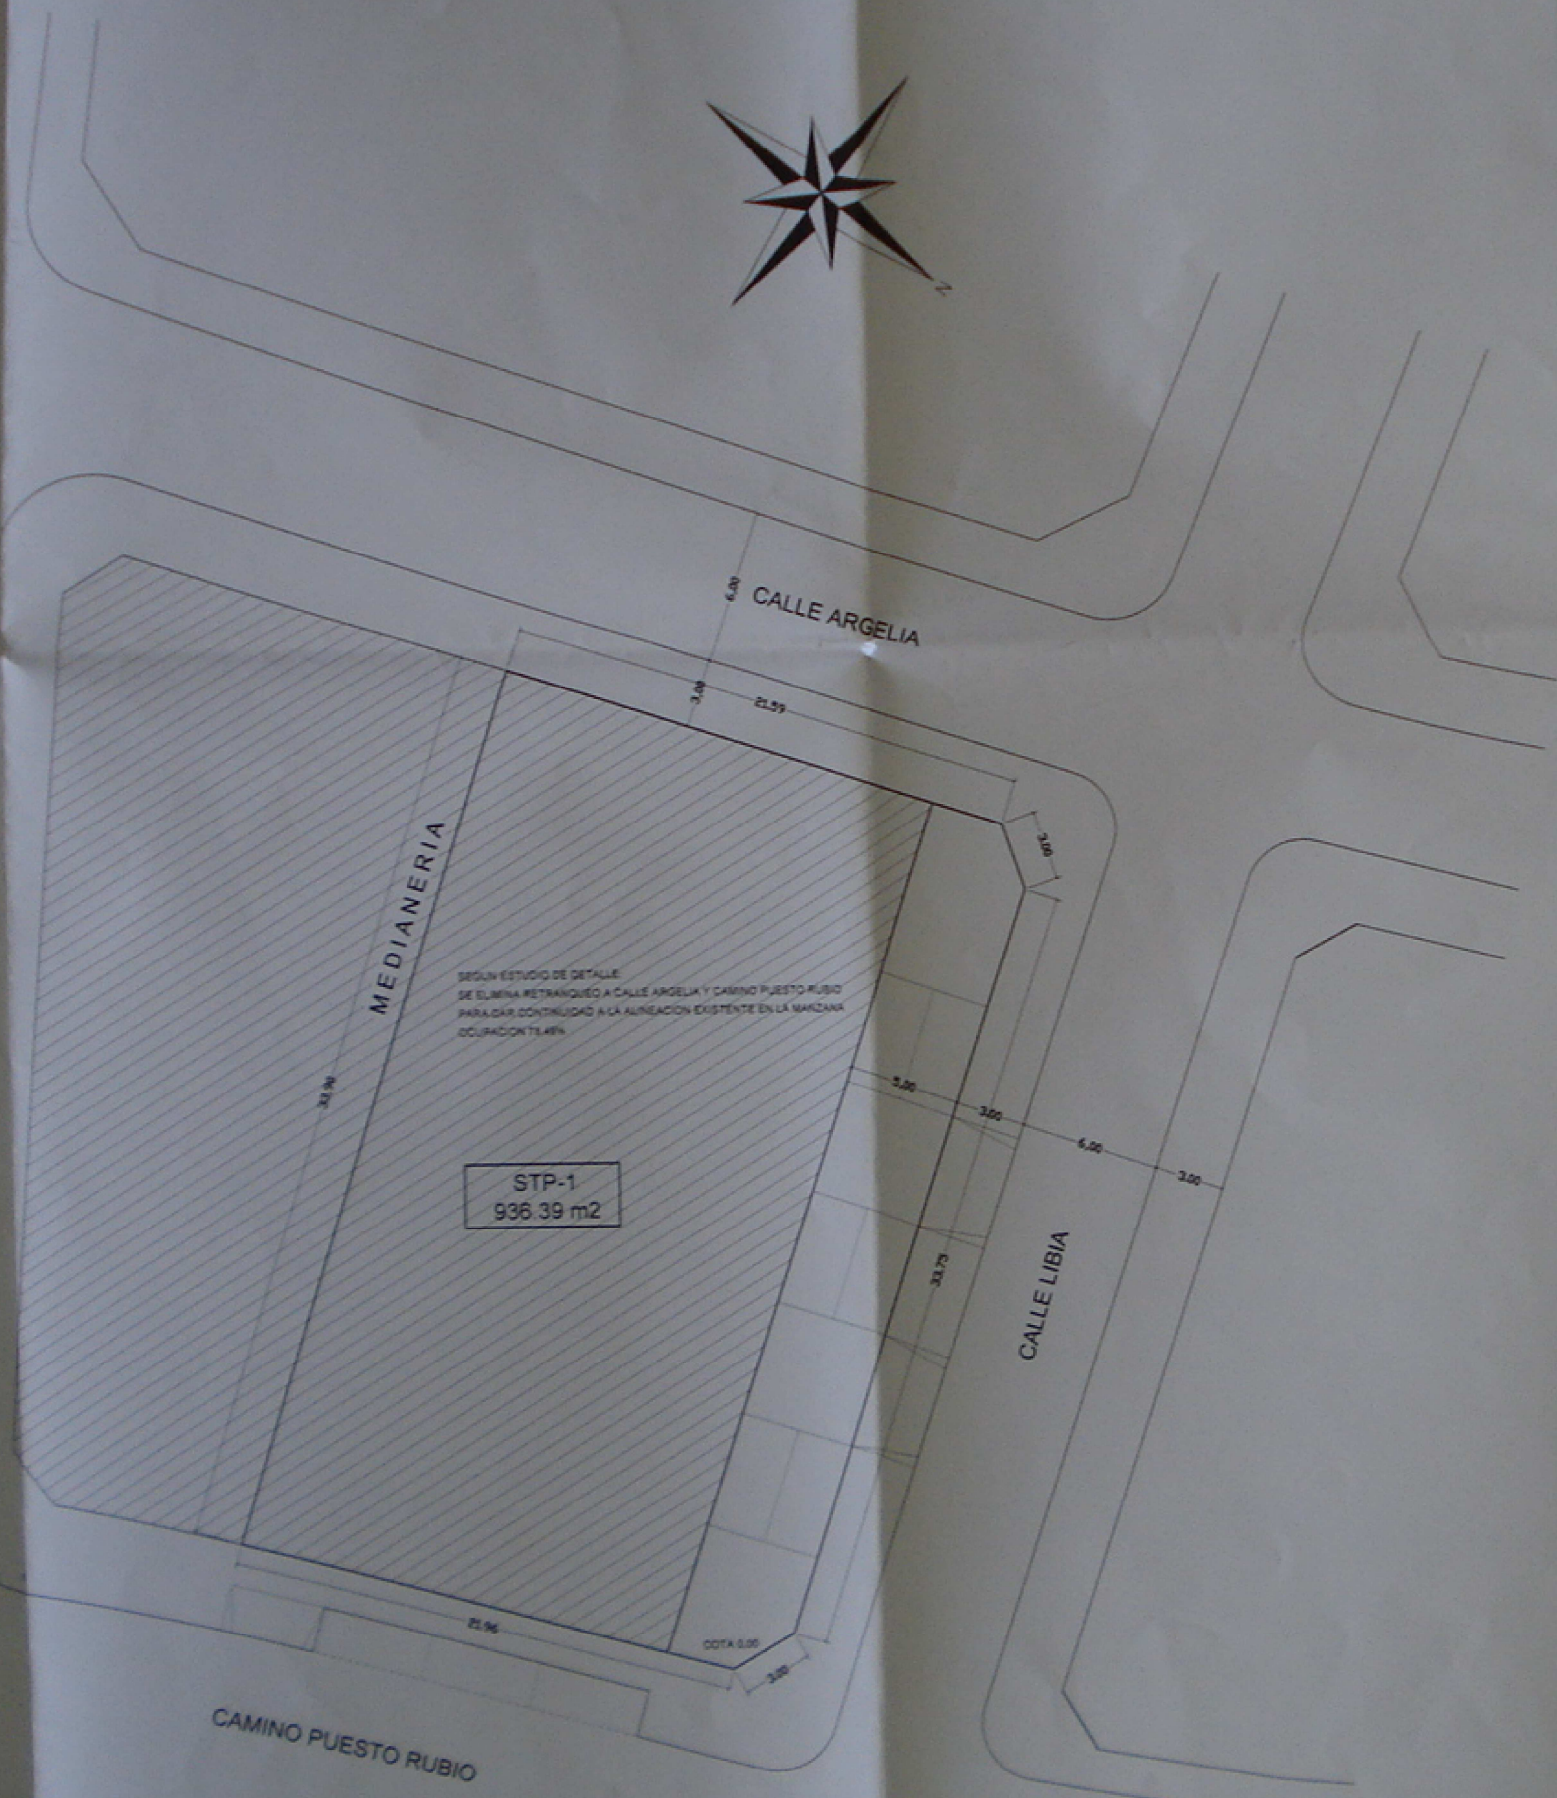 N
6,00
CALLE ARGELIA
3,00
21,59
3,00
MEDIANERIA
SEGUN ESTUDIO DE DETALLE:
SE ELIMINA RETRANQUEO A CALLE ARGELIA Y CAMINO PUESTO RUBIO
PARA DAR CONTINUIDAD A LA ALINEACION EXISTENTE EN LA MANZANA
OCUPACION
33,90
5,00
3,00
6,00
3,00
STP-1
936.39 m2
33,75
CALLE LIBIA
21,96
COTA 0,00
3,00
CAMINO PUESTO RUBIO